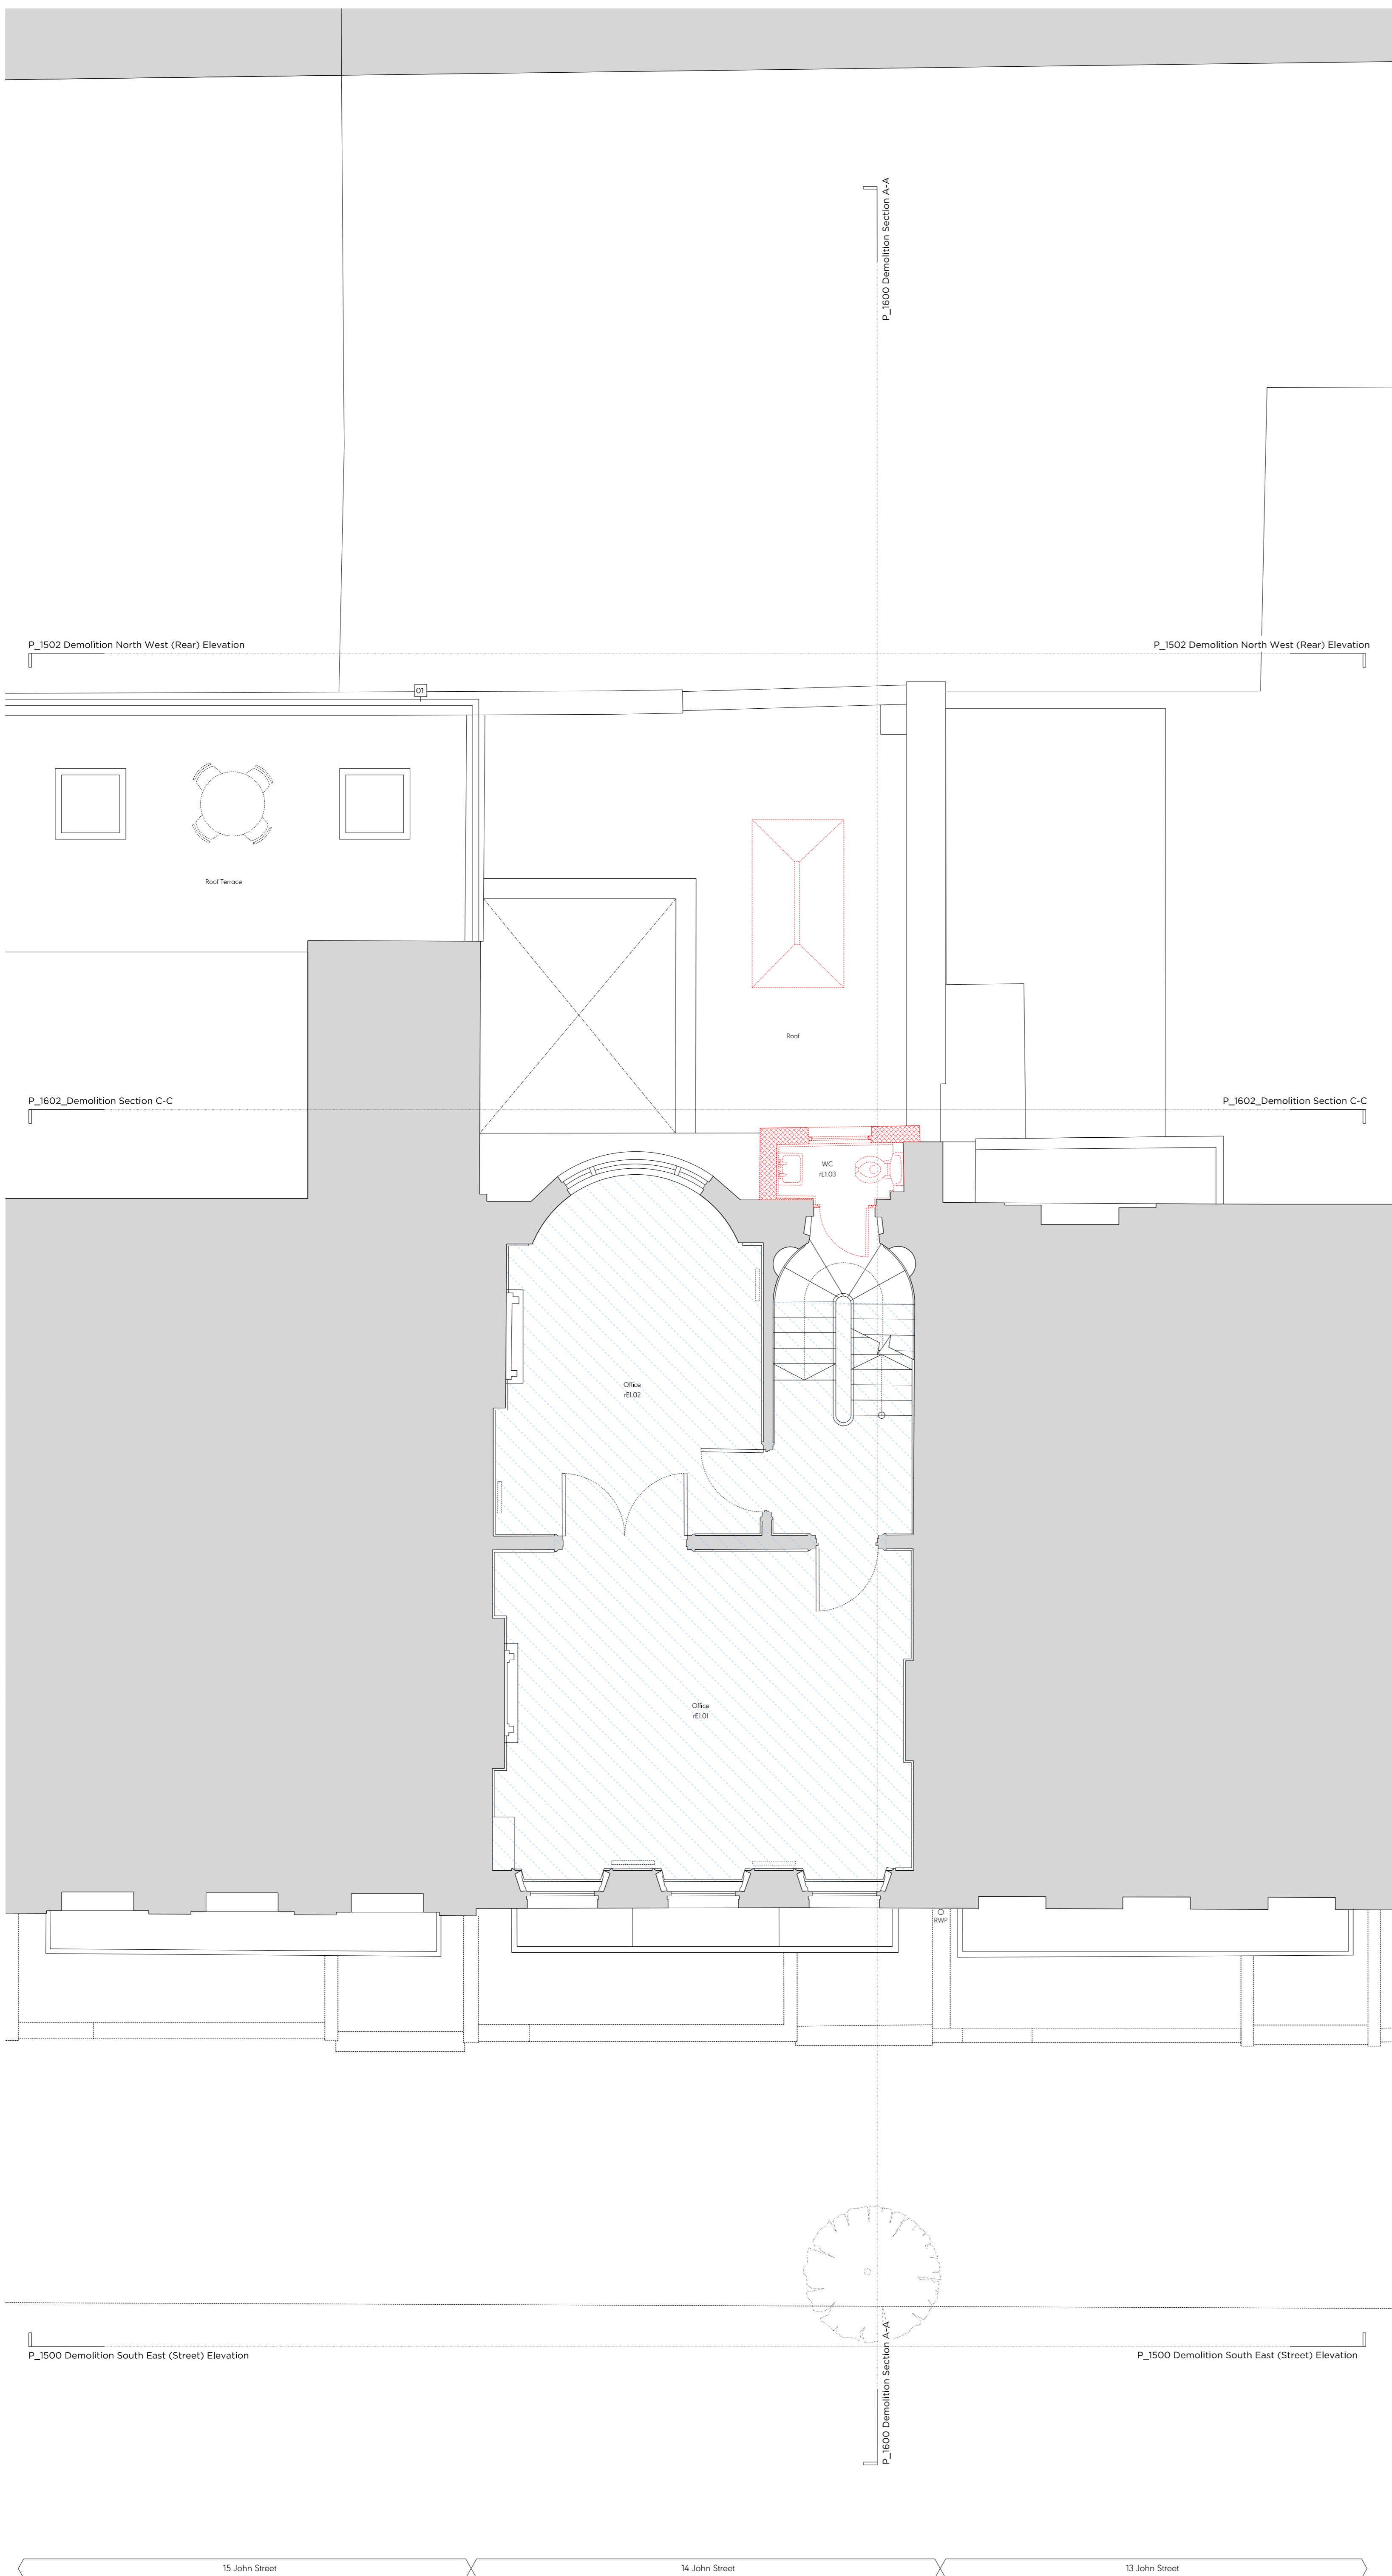 P_1600 Demolition Section A-A
P_1502 Demolition North West (Rear) Elevation
P_1502 Demolition North West (Rear) Elevation
01
Roof Terrace
Roof
P_1602_Demolition Section C-C
P_1602_Demolition Section C-C
WC
rE1.03
Office
rE1.02
Office
rE1.01
RWP
P_1600 Demolition Section A-A
P_1500 Demolition South East (Street) Elevation
P_1500 Demolition South East (Street) Elevation
15 John Street
14 John Street
13 John Street